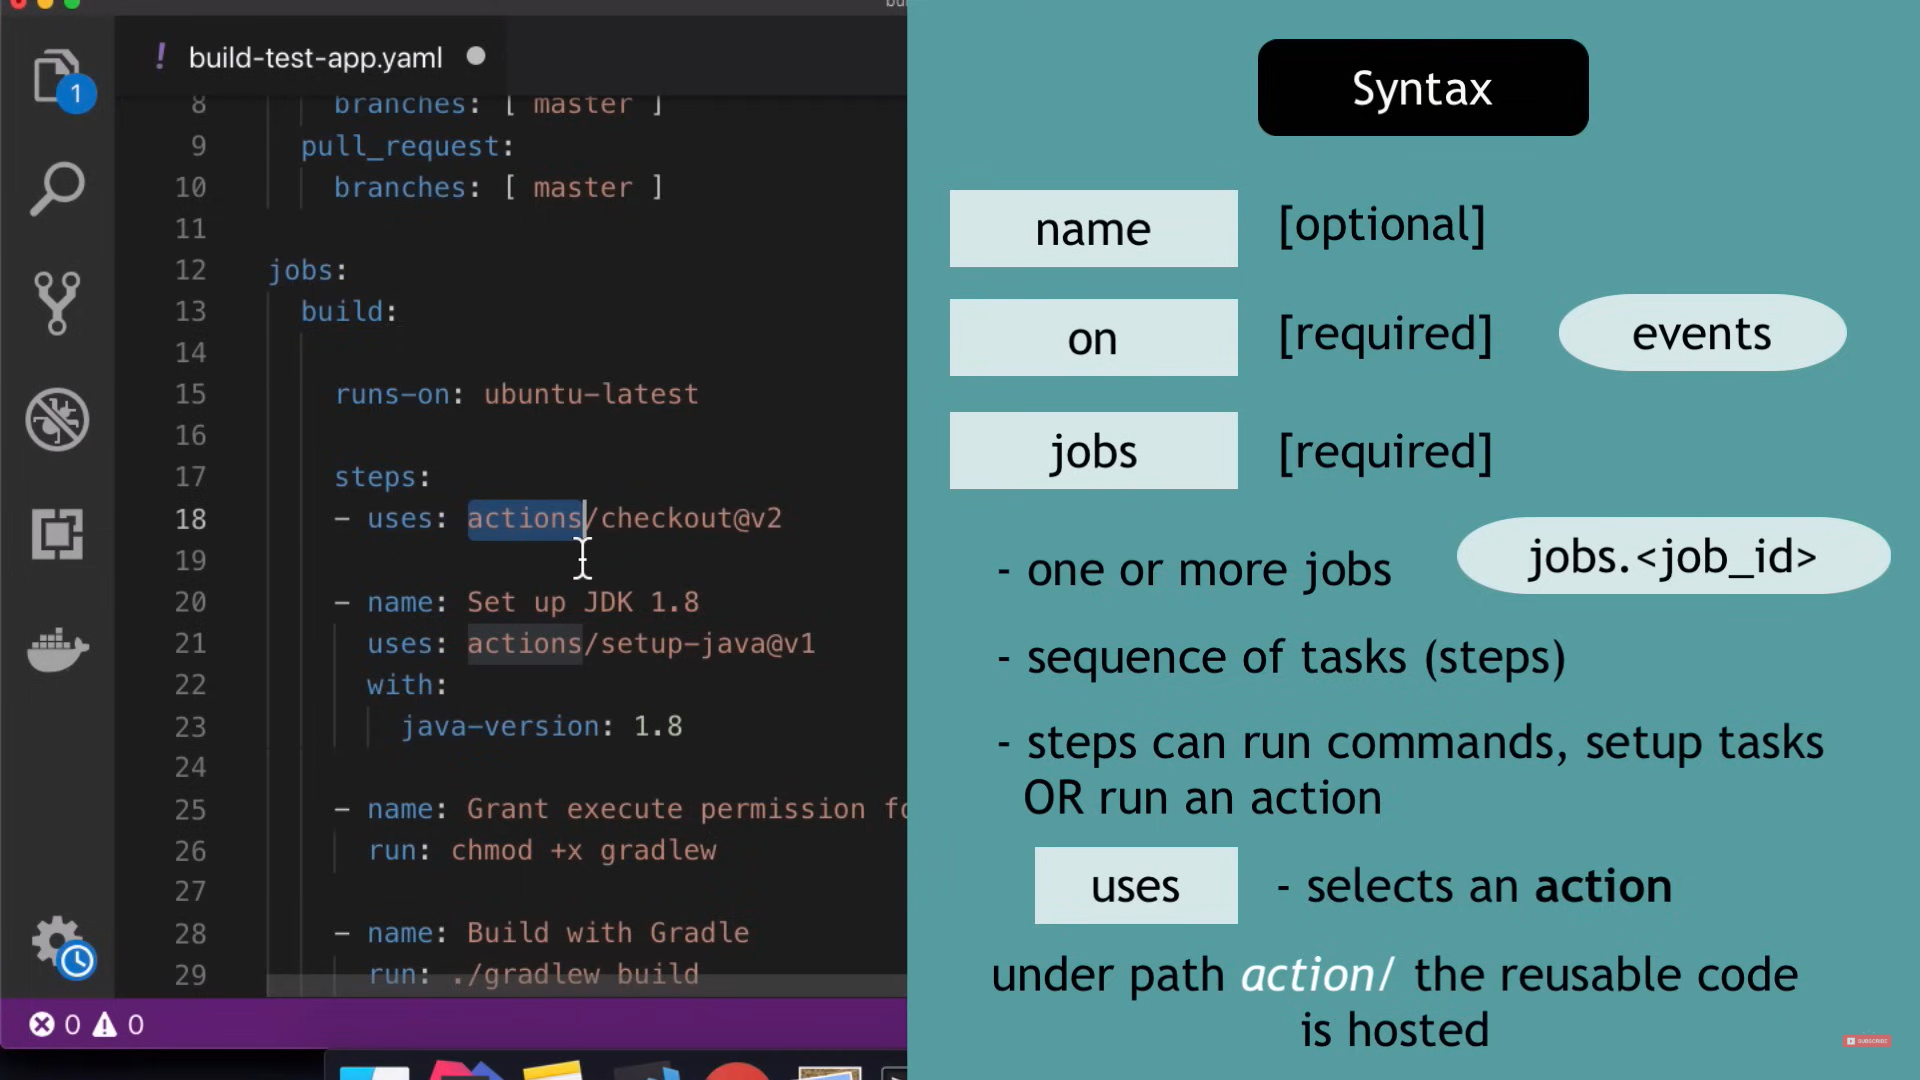 ! build-test-app.yaml
8 branches: [ master ]
9 pull_request:
10 branches: [ master ]
11
12 jobs:
13 build:
14
15 runs-on: ubuntu-latest
16
17 steps:
18 - uses: actions/checkout@v2
19
20 - name: Set up JDK 1.8
21 uses: actions/setup-java@v1
22 with:
23 java-version: 1.8
24
25 - name: Grant execute permission
26 run: chmod +x gradlew
27
28 - name: Build with Gradle
29 run: ./gradlew build
1
0 0
Syntax
name [optional]
on [required] events
jobs [required]
- one or more jobs jobs.<job_id>
- sequence of tasks (steps)
- steps can run commands, setup tasks
OR run an action
uses - selects an action
under path action/ the reusable code
is hosted
SUBSCRIBE